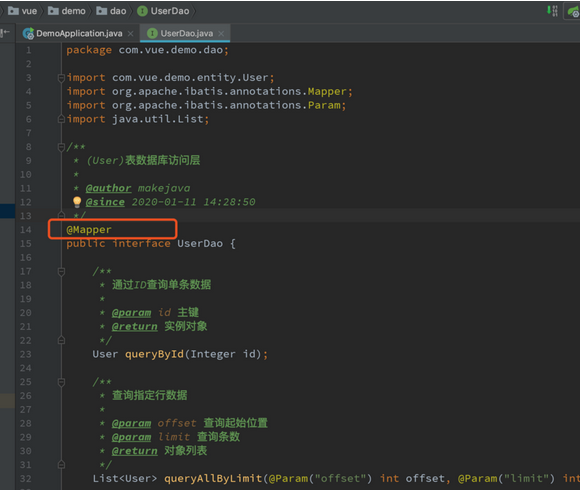 vue demo dao UserDao
DemoApplication.java UserDao.java
1 package com.vue.demo.dao;
2
3 import com.vue.demo.entity.User;
4 import org.apache.ibatis.annotations.Mapper;
5 import org.apache.ibatis.annotations.Param;
6 import java.util.List;
7
8 /**
9 * (User)表数据库访问层
10 *
11 * @author makejava
12 * @since 2020-01-11 14:28:50
13 */
14 @Mapper
15 public interface UserDao {
16
17 /**
18 * 通过ID查询单条数据
19 *
20 * @param id 主键
21 * @return 实例对象
22 */
23 User queryById(Integer id);
24
25 /**
26 * 查询指定行数据
27 *
28 * @param offset 查询起始位置
29 * @param limit 查询条数
30 * @return 对象列表
31 */
32 List<User> queryAllByLimit(@Param("offset") int offset, @Param("limit") int